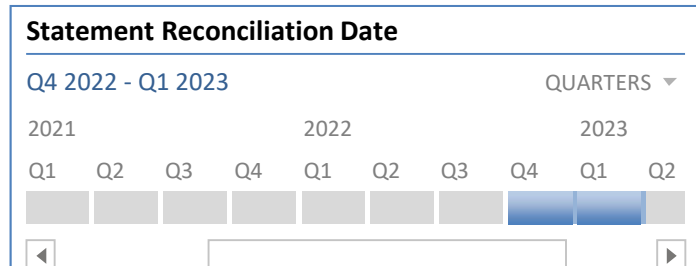 Statement Reconciliation Date
Q4 2022 - Q1 2023 QUARTERS
2021 2022 2023
Q1 Q2 Q3 Q4 Q1 Q2 Q3 Q4 Q1 Q2